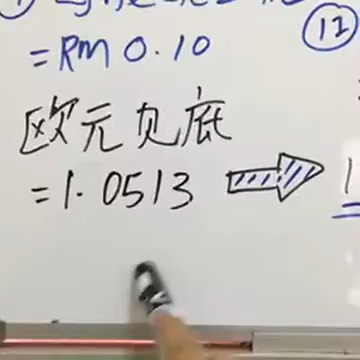 ⑫
= RM 0.10
欧元见底
= 1.0513